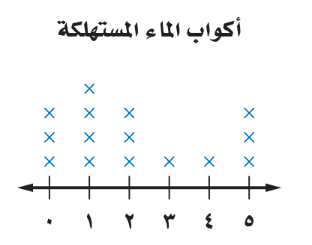 أكواب الماء المستهلكة
٠ ١ ٢ ٣ ٤ ٥